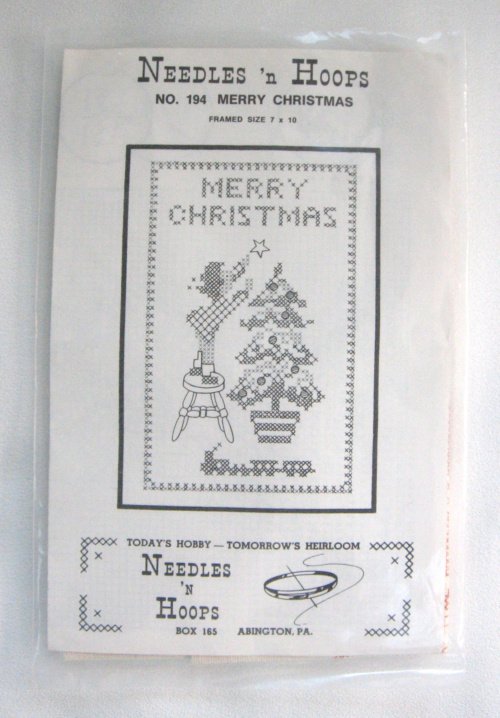 NEEDLES 'n HOOPS
NO. 194 MERRY CHRISTMAS
FRAMED SIZE 7 x 10
MERRY
CHRISTMAS
TODAY'S HOBBY — TOMORROW'S HEIRLOOM
NEEDLES
'N
HOOPS
BOX 165 ABINGTON, PA.